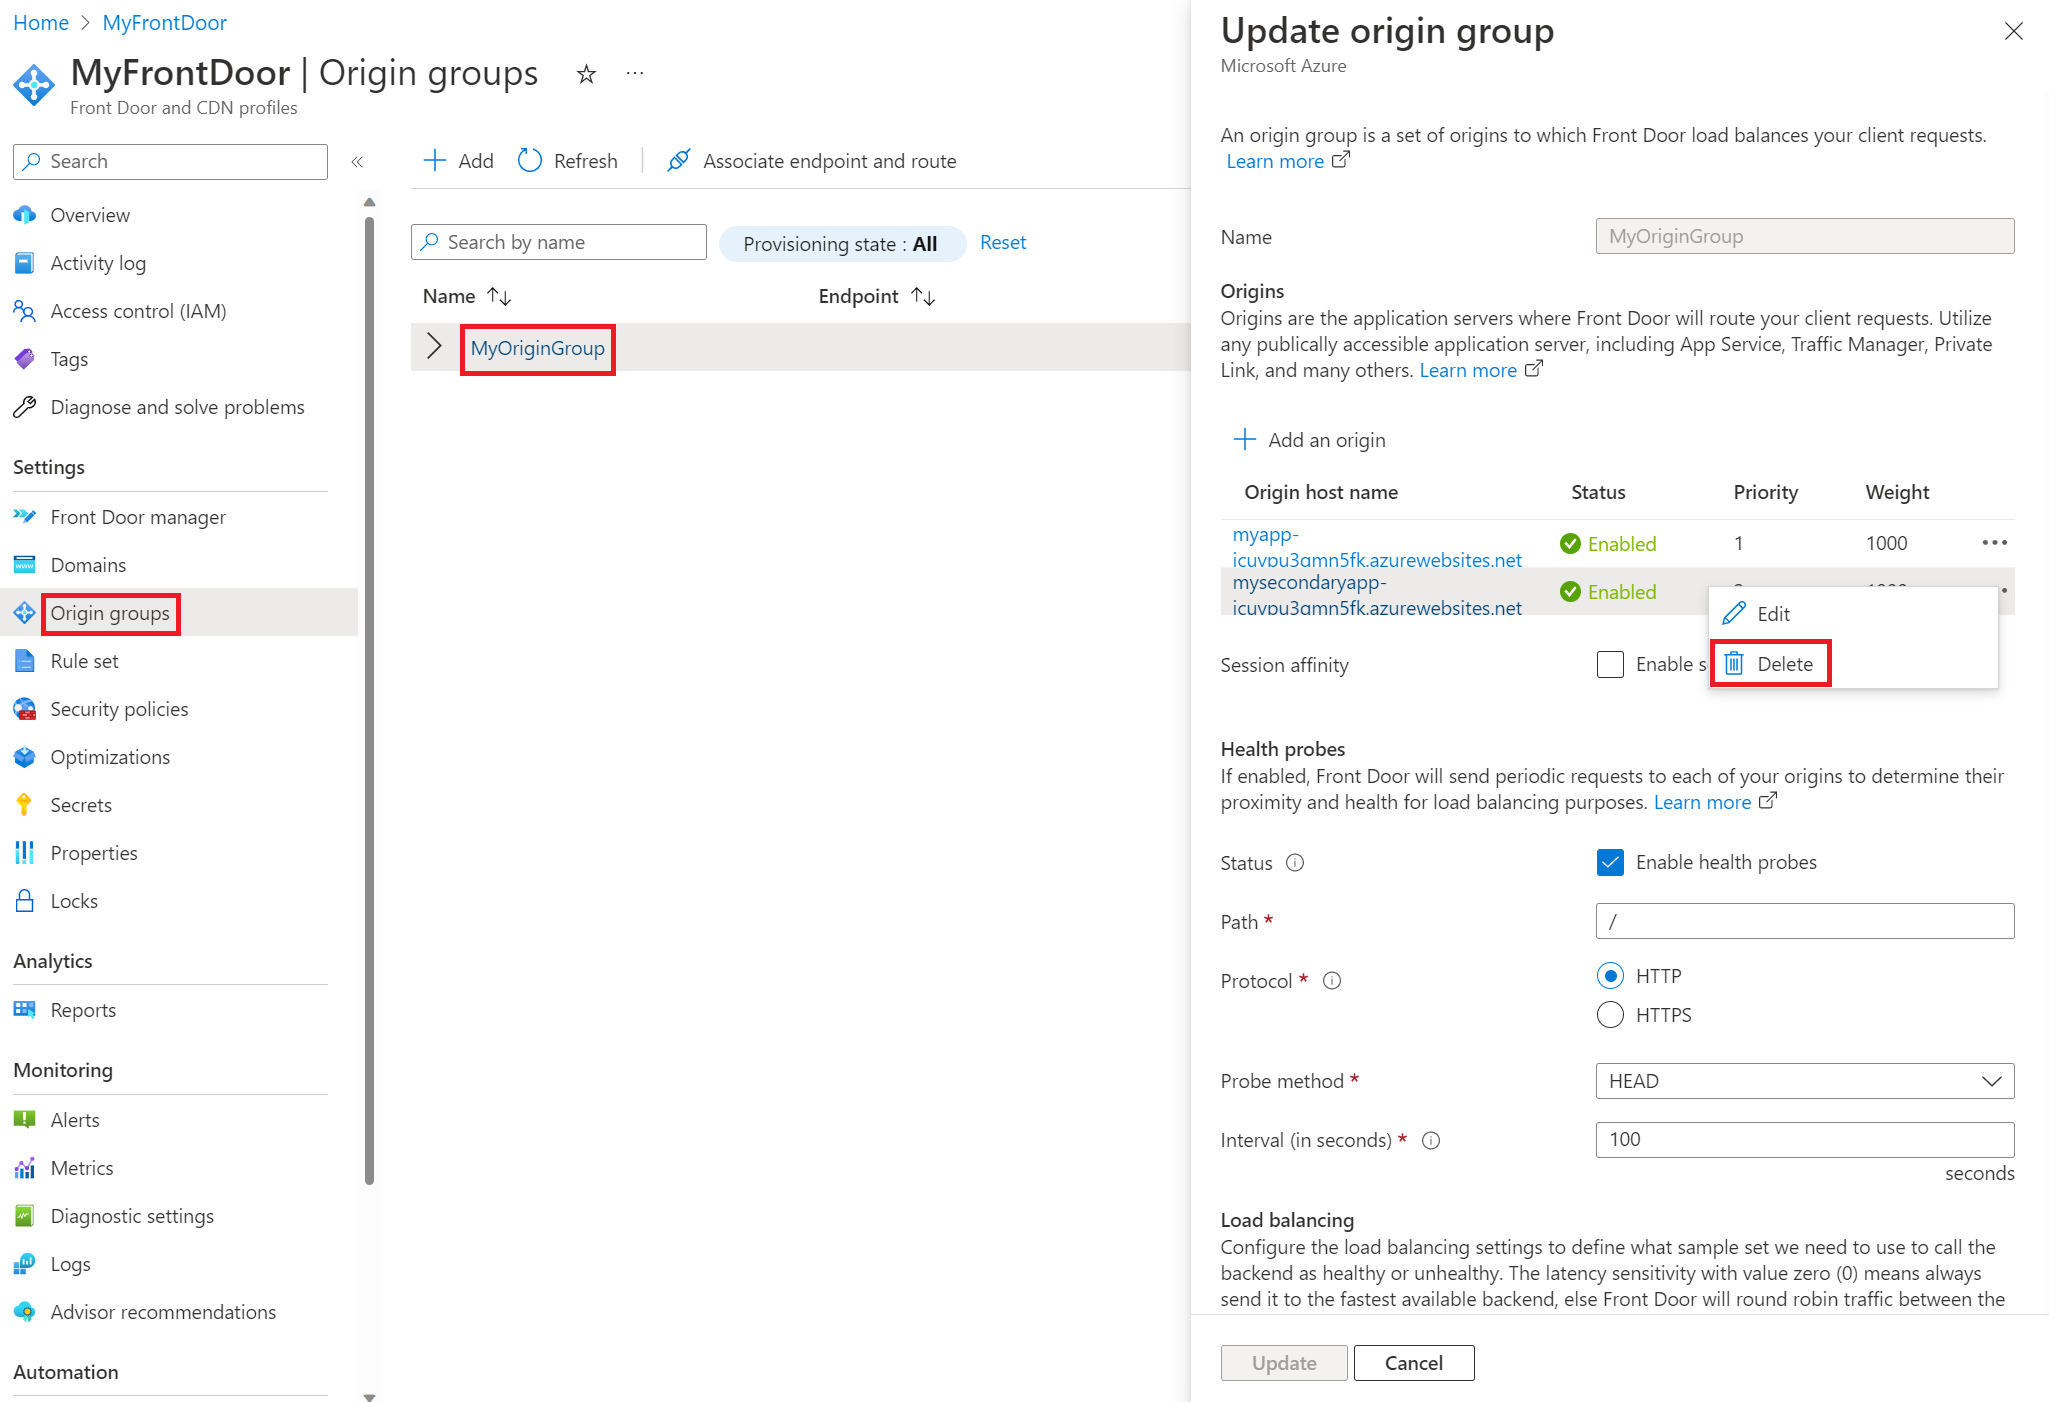 Home > MyFrontDoor
MyFrontDoor | Origin groups
Front Door and CDN profiles
Search
Overview
Activity log
Access control (IAM)
Tags
Diagnose and solve problems
Settings
Front Door manager
Domains
Origin groups
Rule set
Security policies
Optimizations
Secrets
Properties
Locks
Analytics
Reports
Monitoring
Alerts
Metrics
Diagnostic settings
Logs
Advisor recommendations
Automation
Add
Refresh
Associate endpoint and route
Search by name
Provisioning state : All
Reset
Name
Endpoint
MyOriginGroup
Update origin group
Microsoft Azure
An origin group is a set of origins to which Front Door load balances your client requests.
Learn more
Name
MyOriginGroup
Origins
Origins are the application servers where Front Door will route your client requests. Utilize
any publically accessible application server, including App Service, Traffic Manager, Private
Link, and many others. Learn more
Add an origin
Origin host name Status Priority Weight
myapp-
Enabled 1 1000
mysecondaryapp-
Enabled
Edit
Delete
Session affinity
Enable
Health probes
If enabled, Front Door will send periodic requests to each of your origins to determine their
proximity and health for load balancing purposes. Learn more
Status
Enable health probes
Path *
/
Protocol *
HTTP
HTTPS
Probe method *
HEAD
Interval (in seconds) *
100
seconds
Load balancing
Configure the load balancing settings to define what sample set we need to use to call the
backend as healthy or unhealthy. The latency sensitivity with value zero (0) means always
send it to the fastest available backend, else Front Door will round robin traffic between the
Update
Cancel